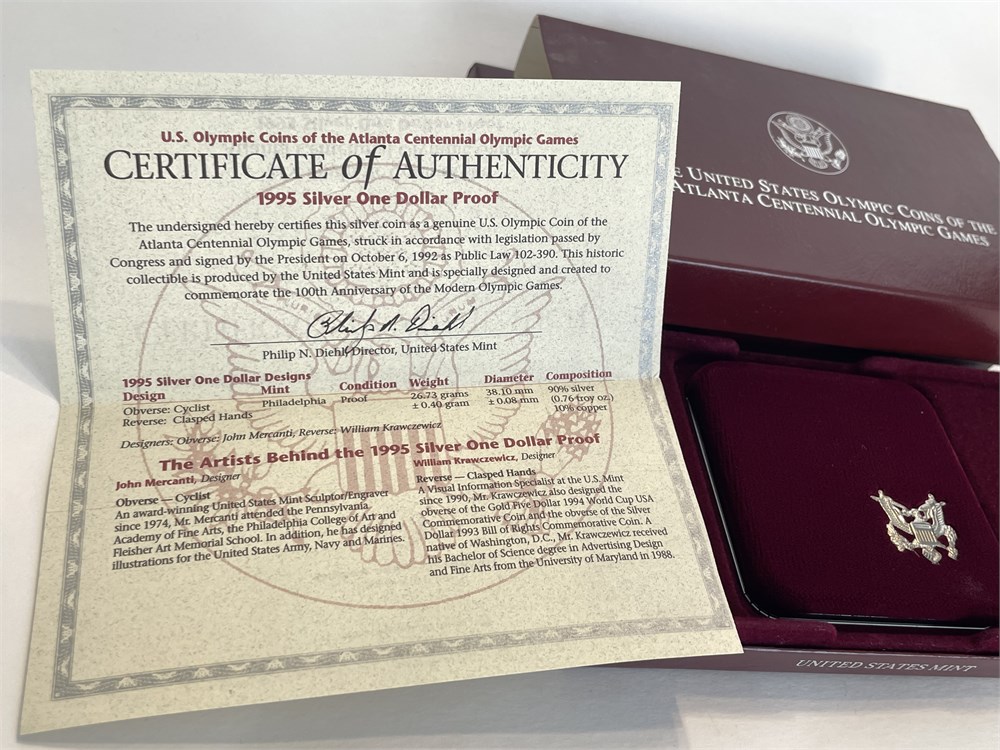 U.S. Olympic Coins of the Atlanta Centennial Olympic Games
CERTIFICATE of AUTHENTICITY
1995 Silver One Dollar Proof
The undersigned hereby certifies this silver coin as a genuine U.S. Olympic Coin of the
Atlanta Centennial Olympic Games, struck in accordance with legislation passed by
Congress and signed by the President on October 6, 1992 as Public Law 102-390. This historic
collectible is produced by the United States Mint and is specially designed and created to
commemorate the 100th Anniversary of the Modern Olympic Games.
Philip N. Diehl
Philip N. Diehl, Director, United States Mint
1995 Silver One Dollar Designs
Design Mint Condition Weight Diameter Composition
Obverse: Cyclist Philadelphia Proof 26.73 grams 38.10 mm 90% silver
Reverse: Clasped Hands ± 0.40 gram ± 0.08 mm (0.76 troy oz.)
10% copper
Designers: Obverse: John Mercanti, Reverse: William Krawczewicz
The Artists Behind the 1995 Silver One Dollar Proof
John Mercanti, Designer
Obverse — Cyclist
An award-winning United States Mint Sculptor/Engraver
since 1974, Mr. Mercanti attended the Pennsylvania
Academy of Fine Arts, the Philadelphia College of Art and
Fleisher Art Memorial School. In addition, he has designed
illustrations for the United States Army, Navy and Marines.
William Krawczewicz, Designer
Reverse — Clasped Hands
A Visual Information Specialist at the U.S. Mint
since 1990, Mr. Krawczewicz also designed the
obverse of the Gold Five Dollar 1994 World Cup USA
Commemorative Coin and the obverse of the Silver
Dollar 1993 Bill of Rights Commemorative Coin. A
native of Washington, D.C., Mr. Krawczewicz received
his Bachelor of Science degree in Advertising Design
and Fine Arts from the University of Maryland in 1988.
E UNITED STATES OLYMPIC COINS OF THE
ATLANTA CENTENNIAL OLYMPIC GAMES
UNITED STATES MINT